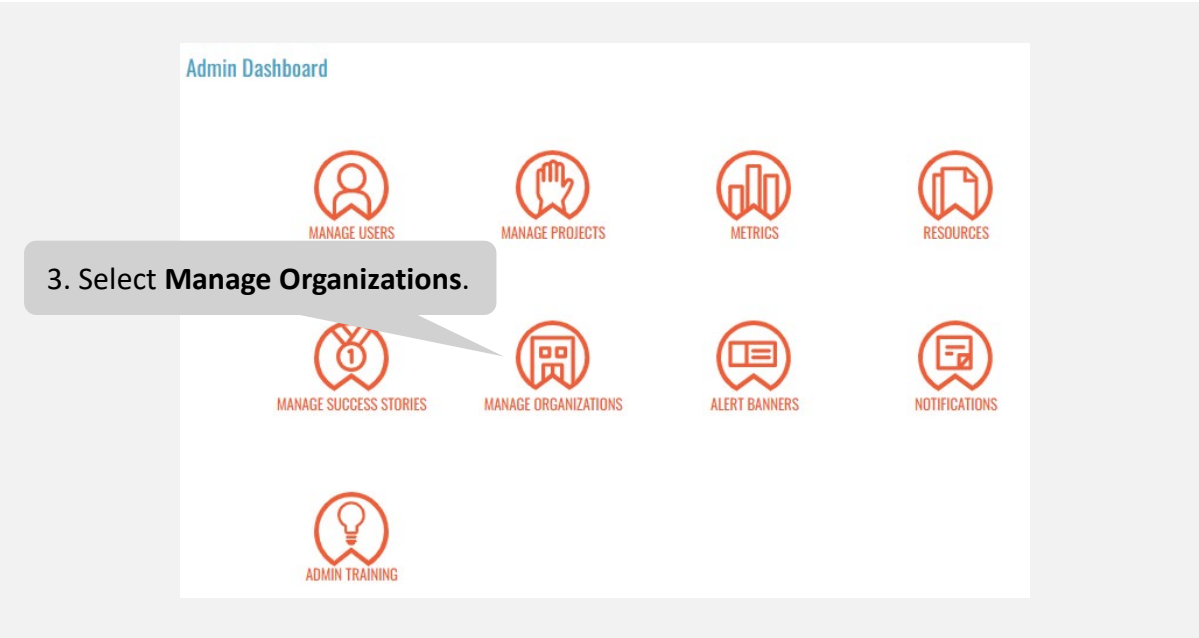 Admin Dashboard
MANAGE USERS
MANAGE PROJECTS
METRICS
RESOURCES
3. Select Manage Organizations.
1
MANAGE SUCCESS STORIES
MANAGE ORGANIZATIONS
ALERT BANNERS
NOTIFICATIONS
ADMIN TRAINING